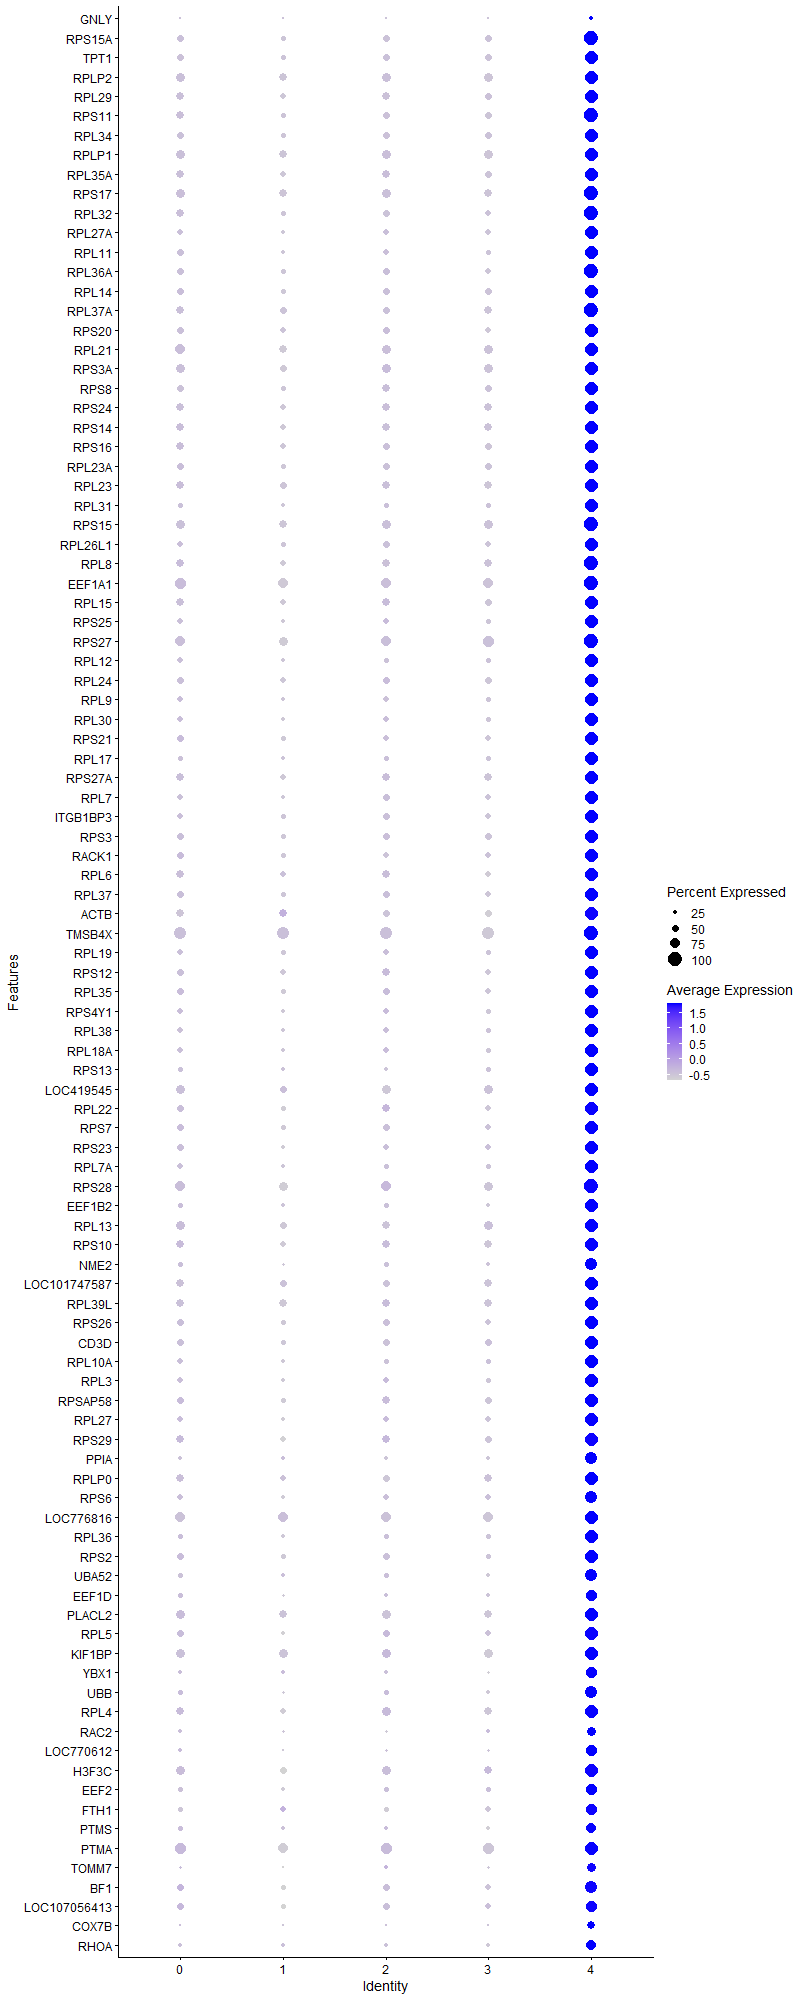 GNLY
RPS15A
TPT1
RPLP2
RPL29
RPS11
RPL34
RPLP1
RPL35A
RPS17
RPL32
RPL27A
RPL11
RPL36A
RPL14
RPL37A
RPS20
RPL21
RPS3A
RPS8
RPS24
RPS14
RPS16
RPL23A
RPL23
RPL31
RPS15
RPL26L1
RPL8
EEF1A1
RPL15
RPS25
RPS27
RPL12
RPL24
RPL9
RPL30
RPS21
RPL17
RPS27A
RPL7
ITGB1BP3
RPS3
RACK1
RPL6
RPL37
ACTB
TMSB4X
RPL19
RPS12
RPL35
RPS4Y1
RPL38
RPL18A
RPS13
LOC419545
RPL22
RPS7
RPS23
RPL7A
RPS28
EEF1B2
RPL13
RPS10
NME2
LOC101747587
RPL39L
RPS26
CD3D
RPL10A
RPL3
RPSAP58
RPL27
RPS29
PPIA
RPLP0
RPS6
LOC776816
RPL36
RPS2
UBA52
EEF1D
PLACL2
RPL5
KIF1BP
YBX1
UBB
RPL4
RAC2
LOC770612
H3F3C
EEF2
FTH1
PTMS
PTMA
TOMM7
BF1
LOC107056413
COX7B
RHOA
Features
0 1 2 3 4
Identity
Percent Expressed
25
50
75
100
Average Expression
1.5
1.0
0.5
0.0
-0.5